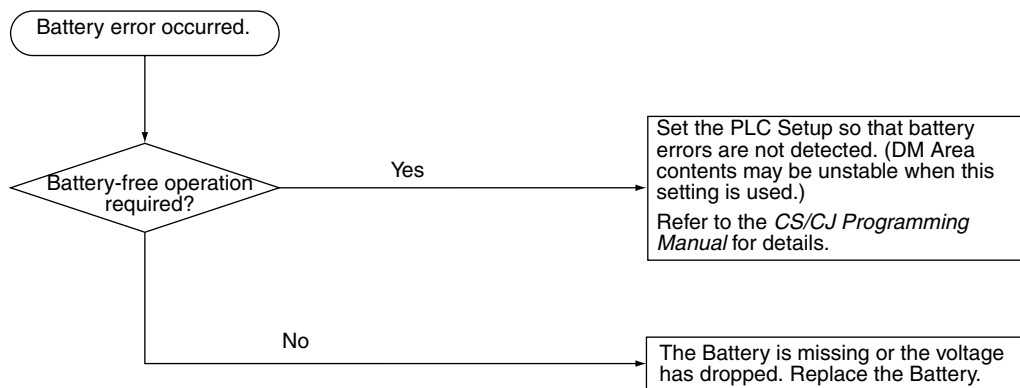 Battery error occurred.
Battery-free operation
required?
Yes
Set the PLC Setup so that battery
errors are not detected. (DM Area
contents may be unstable when this
setting is used.)
Refer to the CS/CJ Programming
Manual for details.
No
The Battery is missing or the voltage
has dropped. Replace the Battery.